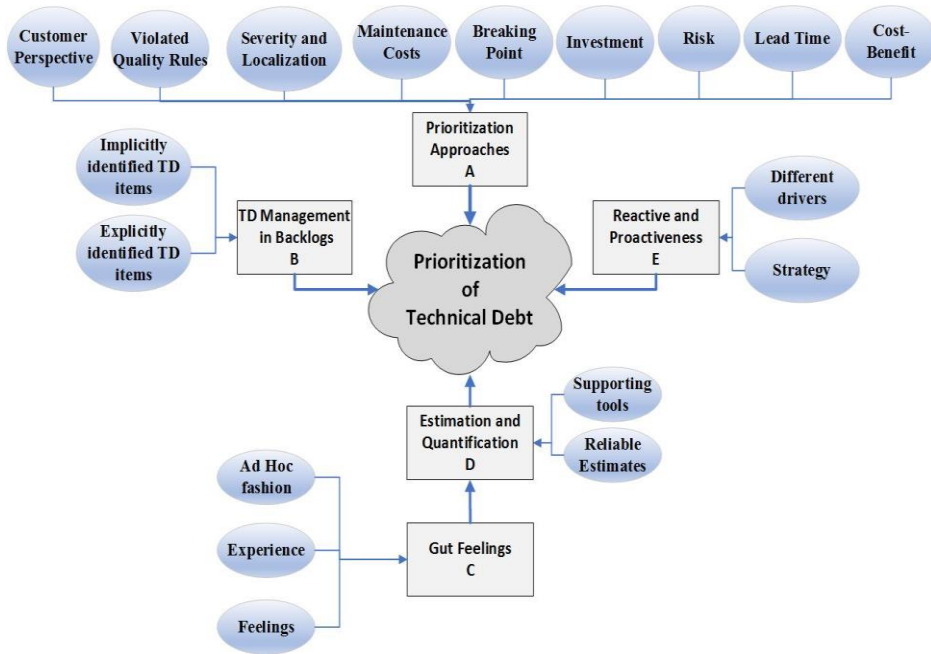 Customer
Perspective
Violated
Quality Rules
Severity and
Localization
Maintenance
Costs
Breaking
Point
Investment
Risk
Lead Time
Cost-
Benefit
Prioritization
Approaches
A
Implicitly
identified TD
items
Explicitly
identified TD
items
TD Management
in Backlogs
B
Reactive and
Proactiveness
E
Different
drivers
Strategy
Prioritization
of
Technical Debt
Estimation and
Quantification
D
Supporting
tools
Reliable
Estimates
Ad Hoc
fashion
Experience
Feelings
Gut Feelings
C